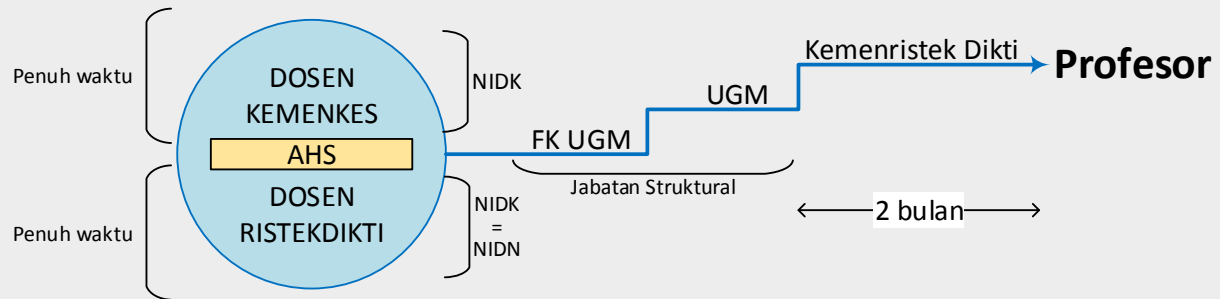 Penuh waktu
DOSEN
KEMENKES
NIDK
AHS
DOSEN
RISTEKDIKTI
Penuh waktu
NIDK
=
NIDN
FK UGM
UGM
Jabatan Struktural
Kemenristek Dikti
Profesor
2 bulan